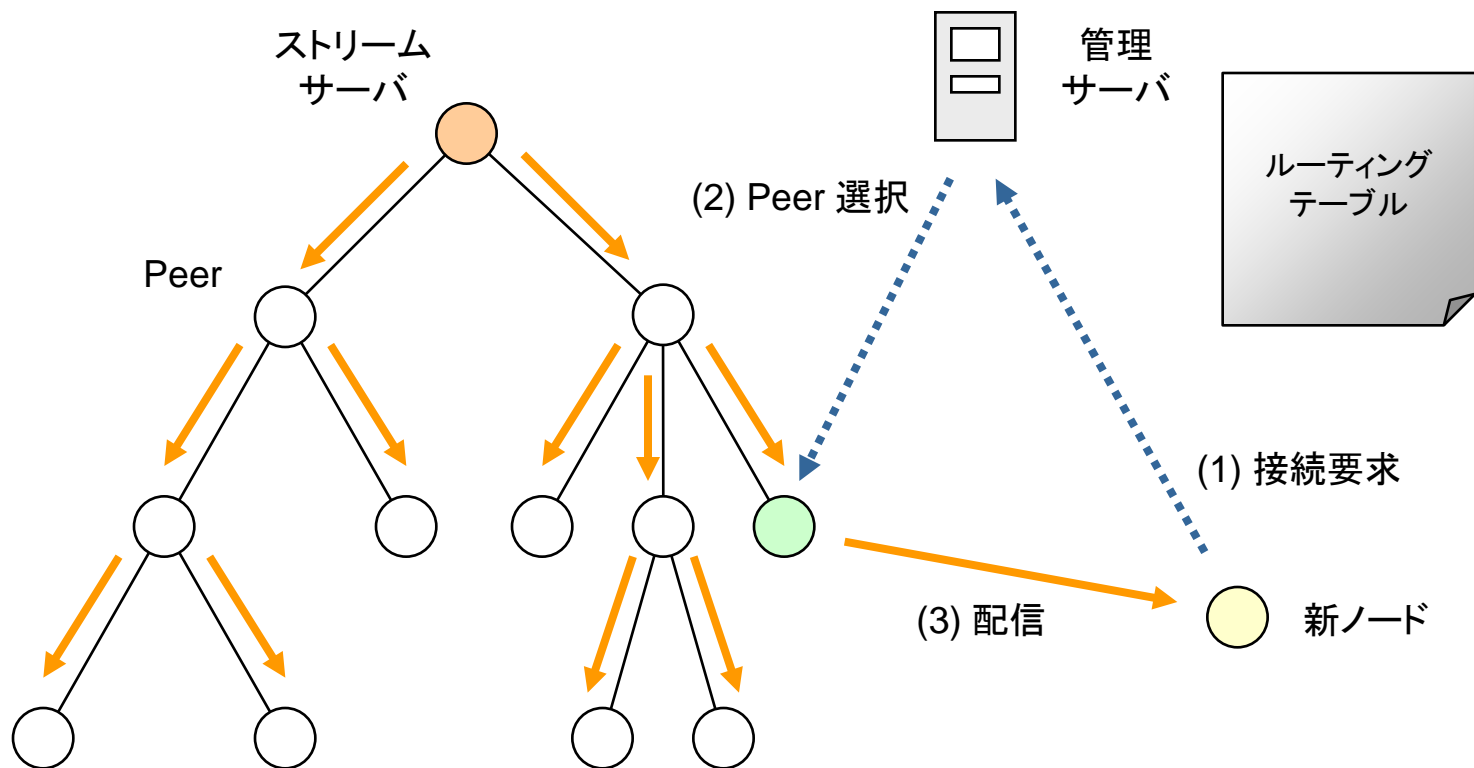 ストリーム
サーバ
管理
サーバ
ルーティング
テーブル
(2) Peer 選択
Peer
(1) 接続要求
(3) 配信
新ノード